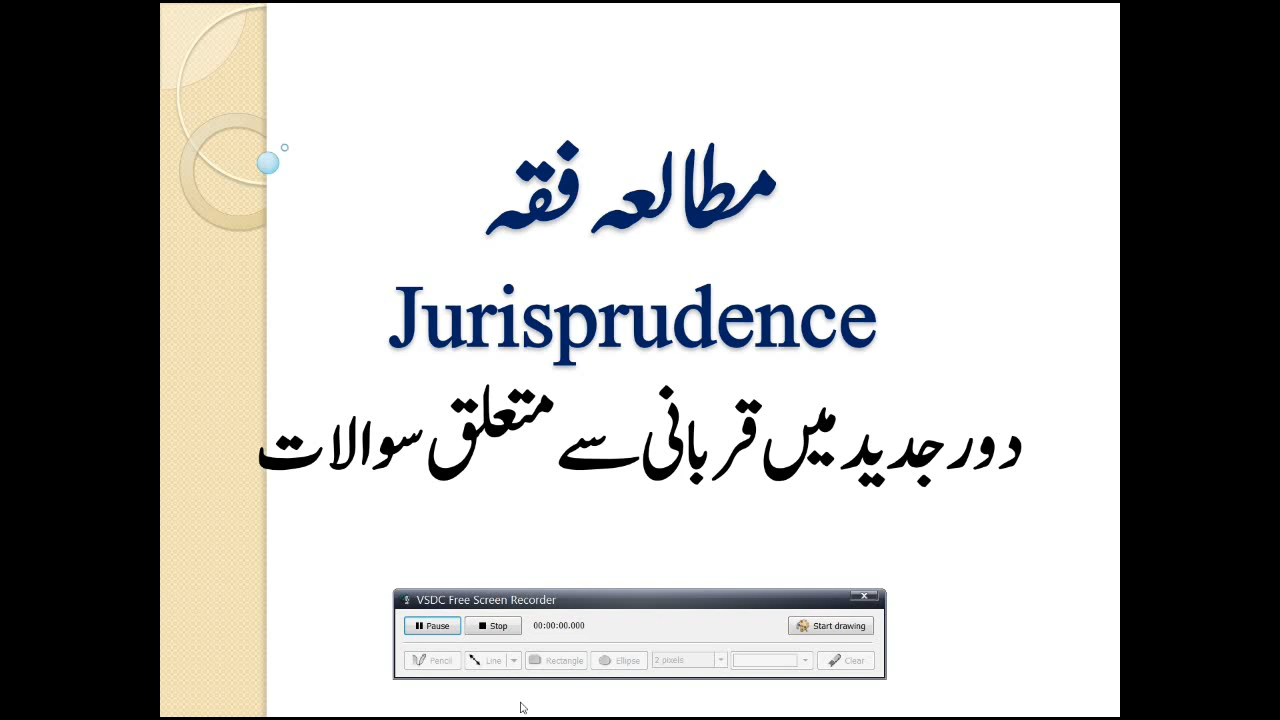 مطالعہ فقہ
Jurisprudence
دور جدید میں قربانی سے متعلق سوالات
VSDC Free Screen Recorder
Pause Stop 00:00:00.000 Start drawing
Pencil Line Rectangle Ellipse 2 pixels Clear